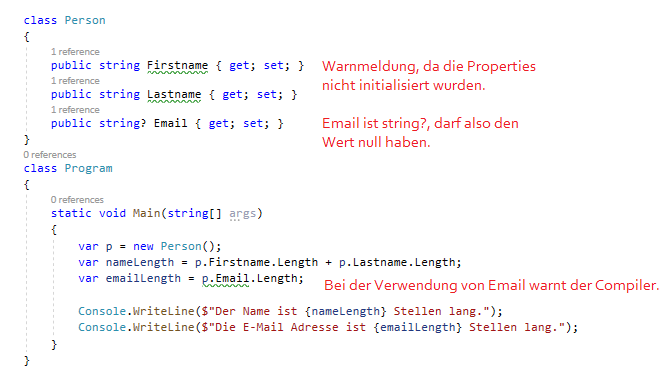 class Person
{
1 reference
public string Firstname { get; set; }
Warnmeldung, da die Properties
nicht initialisiert wurden.
1 reference
public string Lastname { get; set; }
1 reference
public string? Email { get; set; }
Email ist string?, darf also den
Wert null haben.
}
0 references
class Program
{
0 references
static void Main(string[] args)
{
var p = new Person();
var nameLength = p.Firstname.Length + p.Lastname.Length;
var emailLength = p.Email.Length;
Bei der Verwendung von Email warnt der Compiler.
Console.WriteLine($"Der Name ist {nameLength} Stellen lang.");
Console.WriteLine($"Die E-Mail Adresse ist {emailLength} Stellen lang.");
}
}